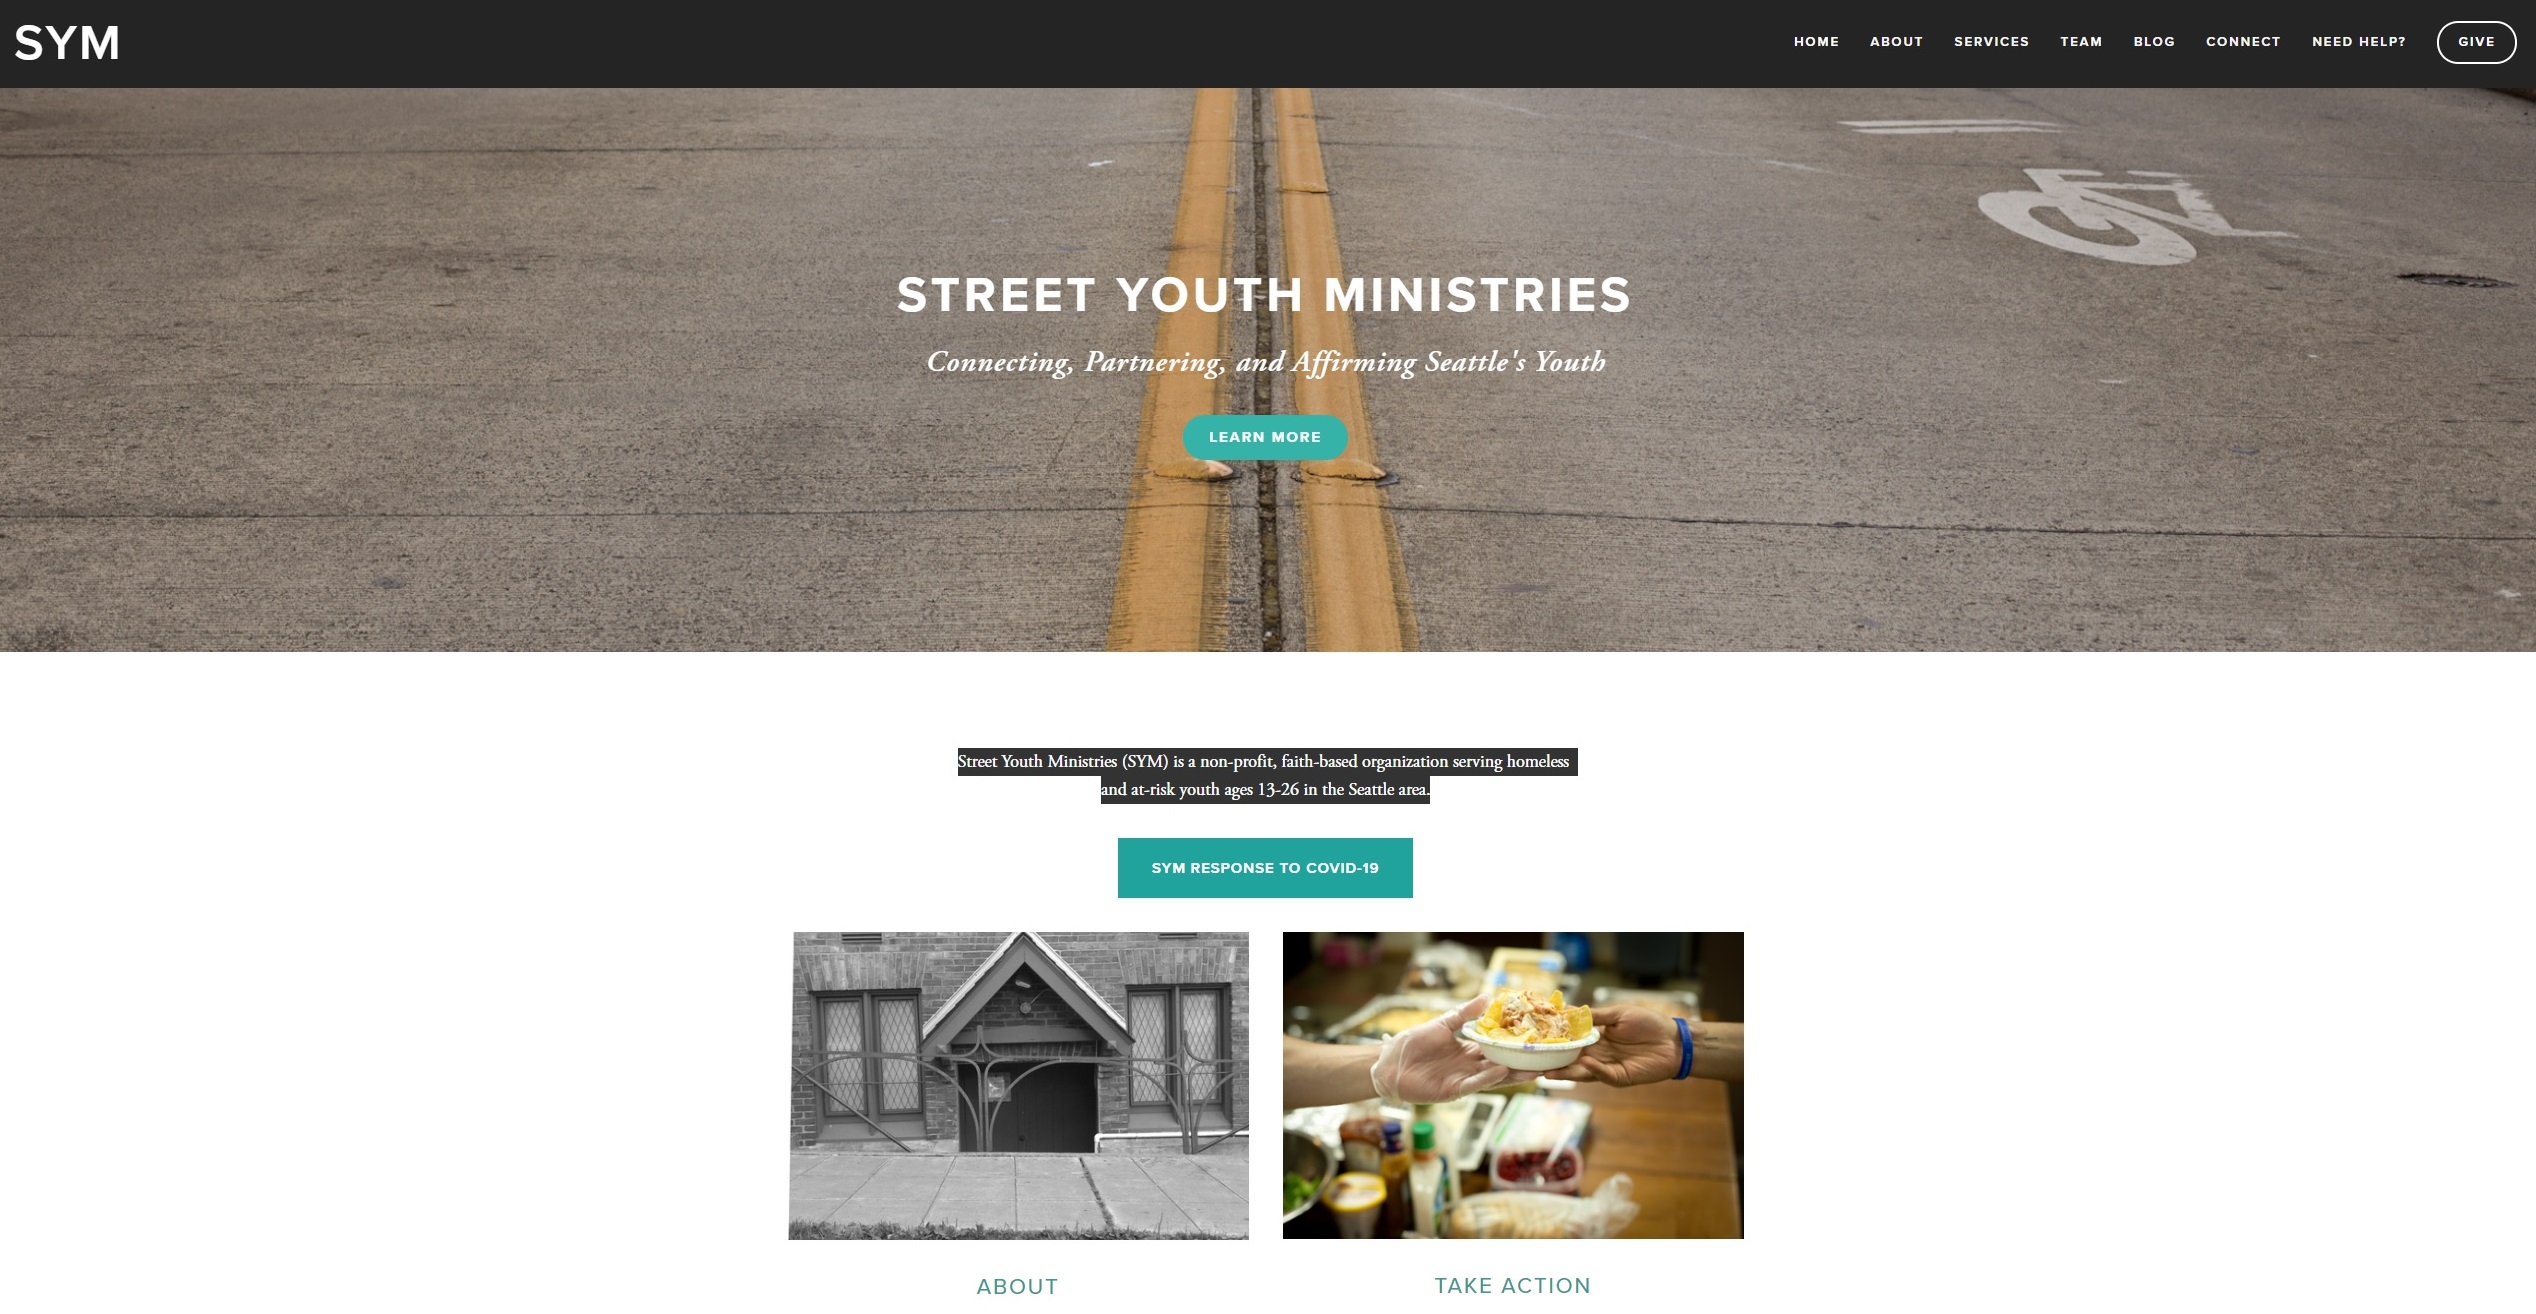 SYM
HOME ABOUT SERVICES TEAM BLOG CONNECT NEED HELP? GIVE
STREET YOUTH MINISTRIES
Connecting, Partnering, and Affirming Seattle's Youth
LEARN MORE
Street Youth Ministries (SYM) is a non-profit, faith-based organization serving homeless
and at-risk youth ages 13-26 in the Seattle area.
SYM RESPONSE TO COVID-19
ABOUT
TAKE ACTION